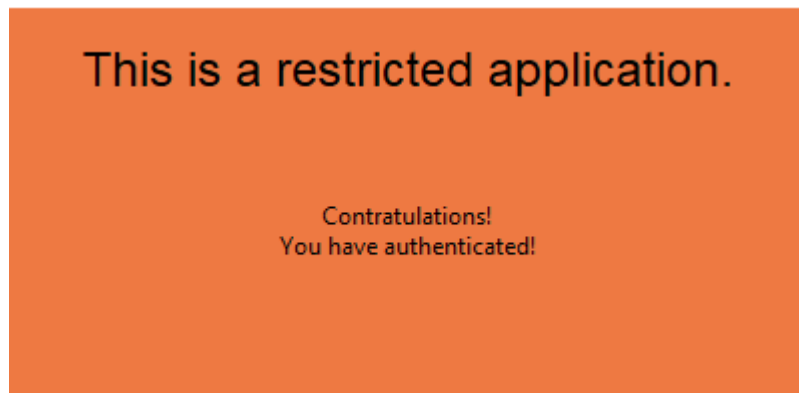 This is a restricted application.
Contratulations!
You have authenticated!